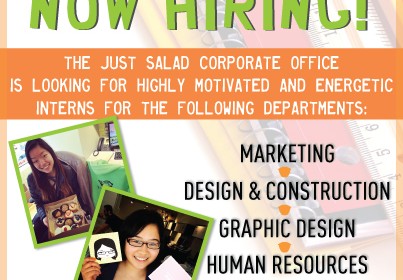 NOW HIRING!
THE JUST SALAD CORPORATE OFFICE
IS LOOKING FOR HIGHLY MOTIVATED AND ENERGETIC
INTERNS FOR THE FOLLOWING DEPARTMENTS:
MARKETING
DESIGN & CONSTRUCTION
GRAPHIC DESIGN
HUMAN RESOURCES